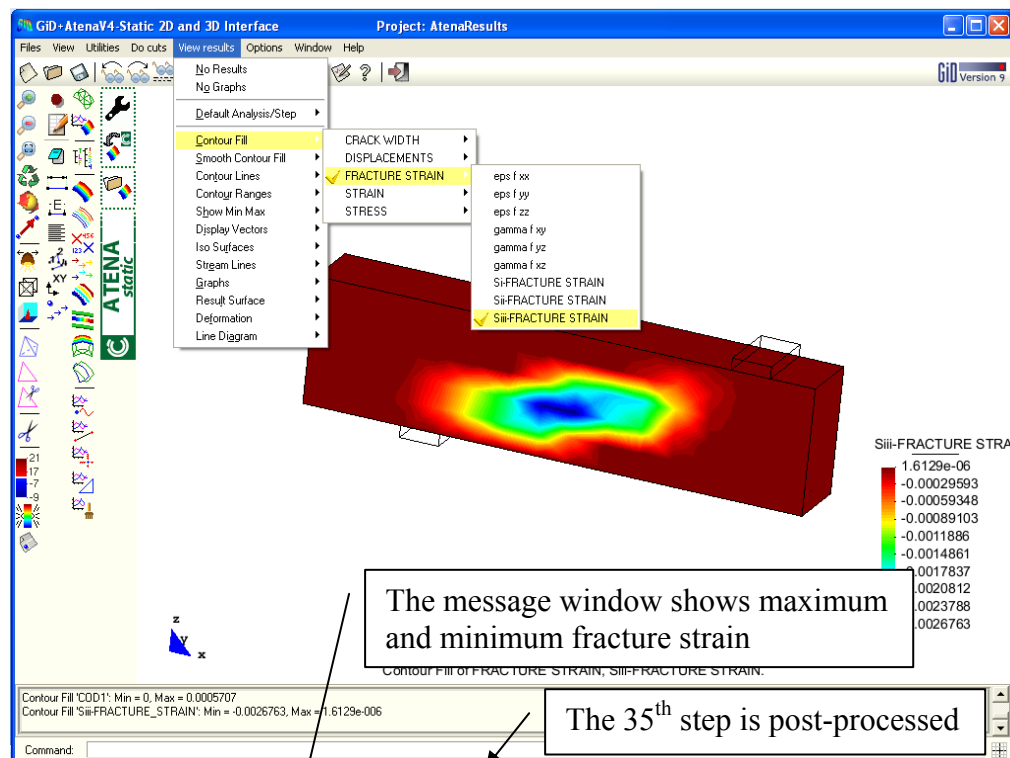 GiD+AtenaV4-Static 2D and 3D Interface Project: AtenaResults
Files View Utilities Do cuts View results Options Window Help
GiD Version 9
No Results
No Graphs
Default Analysis/Step
Contour Fill
Smooth Contour Fill
Contour Lines
Contour Ranges
Show Min Max
Display Vectors
Iso Surfaces
Stream Lines
Graphs
Result Surface
Deformation
Line Diagram
CRACK WIDTH
DISPLACEMENTS
FRACTURE STRAIN
STRAIN
STRESS
eps f xx
eps f yy
eps f zz
gamma f xy
gamma f yz
gamma f xz
Si-FRACTURE STRAIN
Sii-FRACTURE STRAIN
Siii-FRACTURE STRAIN
ATENA
static
E
XY
21
17
-7
-9
Siii-FRACTURE STRA
1.6129e-06
-0.00029593
-0.00059348
-0.00089103
-0.0011886
-0.0014861
.0017837
.0020812
.0023788
.0026763
The message window shows maximum
and minimum fracture strain
z
y
x
Contour Fill of FRACTURE STRAIN, Siii-FRACTURE STRAIN.
Contour Fill 'COD1': Min = 0, Max = 0.0005707
Contour Fill 'Siii-FRACTURE_STRAIN': Min = -0.0026763, Max = 1.6129e-006
The 35th step is post-processed
Command: